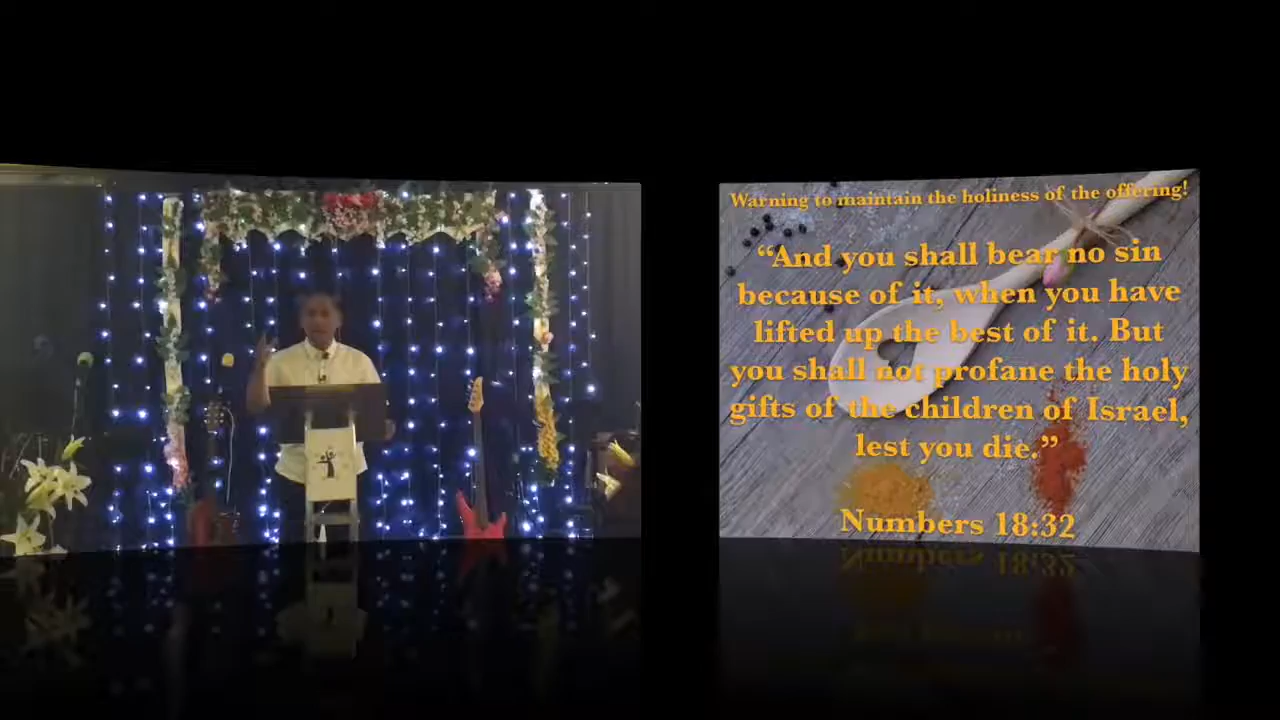 Warning to maintain the holiness of the offering!
“And you shall bear no sin
because of it, when you have
lifted up the best of it. But
you shall not profane the holy
gifts of the children of Israel,
lest you die.”
Numbers 18:32